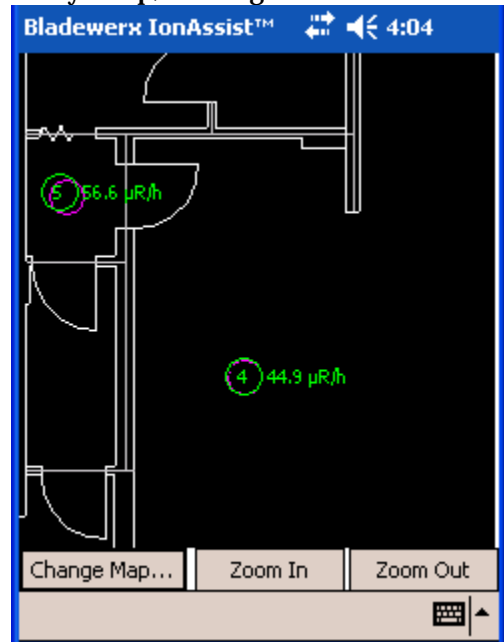 Bladewerx IonAssist™ 4:04
5 56.6 µR/h
4 44.9 µR/h
Change Map... Zoom In Zoom Out